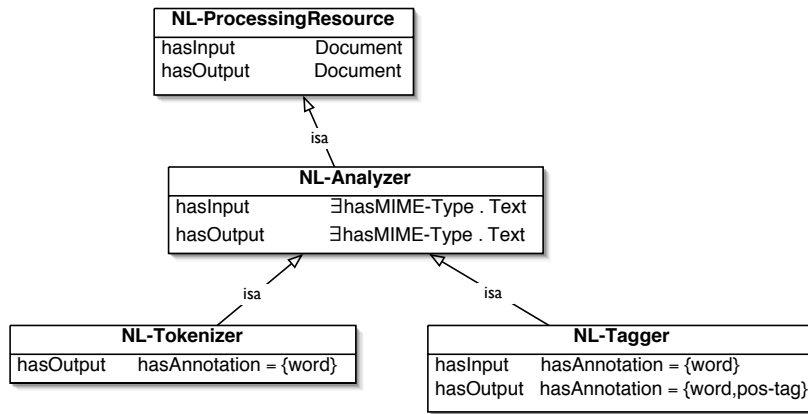 NL-ProcessingResource
hasInput Document
hasOutput Document
isa
NL-Analyzer
hasInput ∃hasMIME-Type . Text
hasOutput ∃hasMIME-Type . Text
isa
isa
NL-Tokenizer
hasOutput hasAnnotation = {word}
NL-Tagger
hasInput hasAnnotation = {word}
hasOutput hasAnnotation = {word,pos-tag}